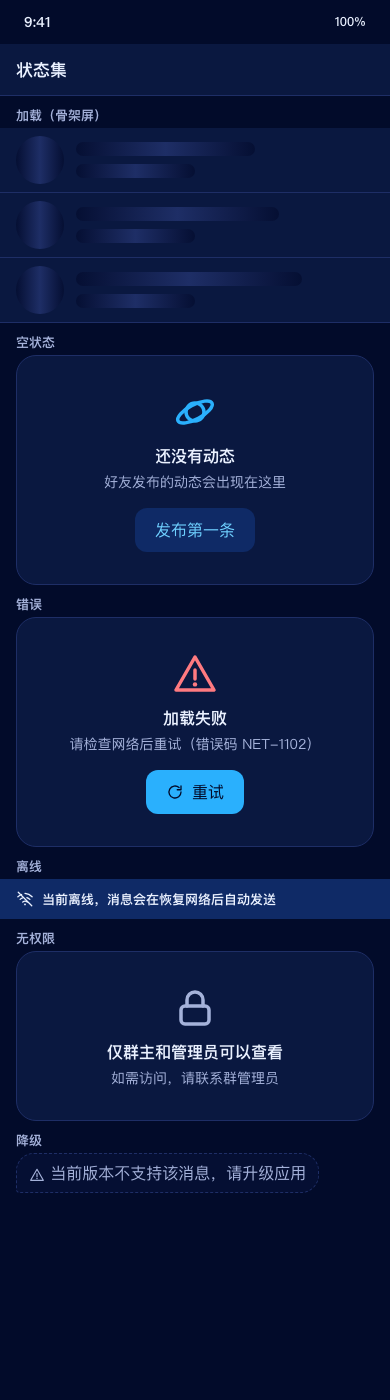 9:41
100%
状态集
加载（骨架屏）
空状态
还没有动态
好友发布的动态会出现在这里
发布第一条
错误
加载失败
请检查网络后重试（错误码 NET-1102）
重试
离线
当前离线，消息会在恢复网络后自动发送
无权限
仅群主和管理员可以查看
如需访问，请联系群管理员
降级
当前版本不支持该消息，请升级应用